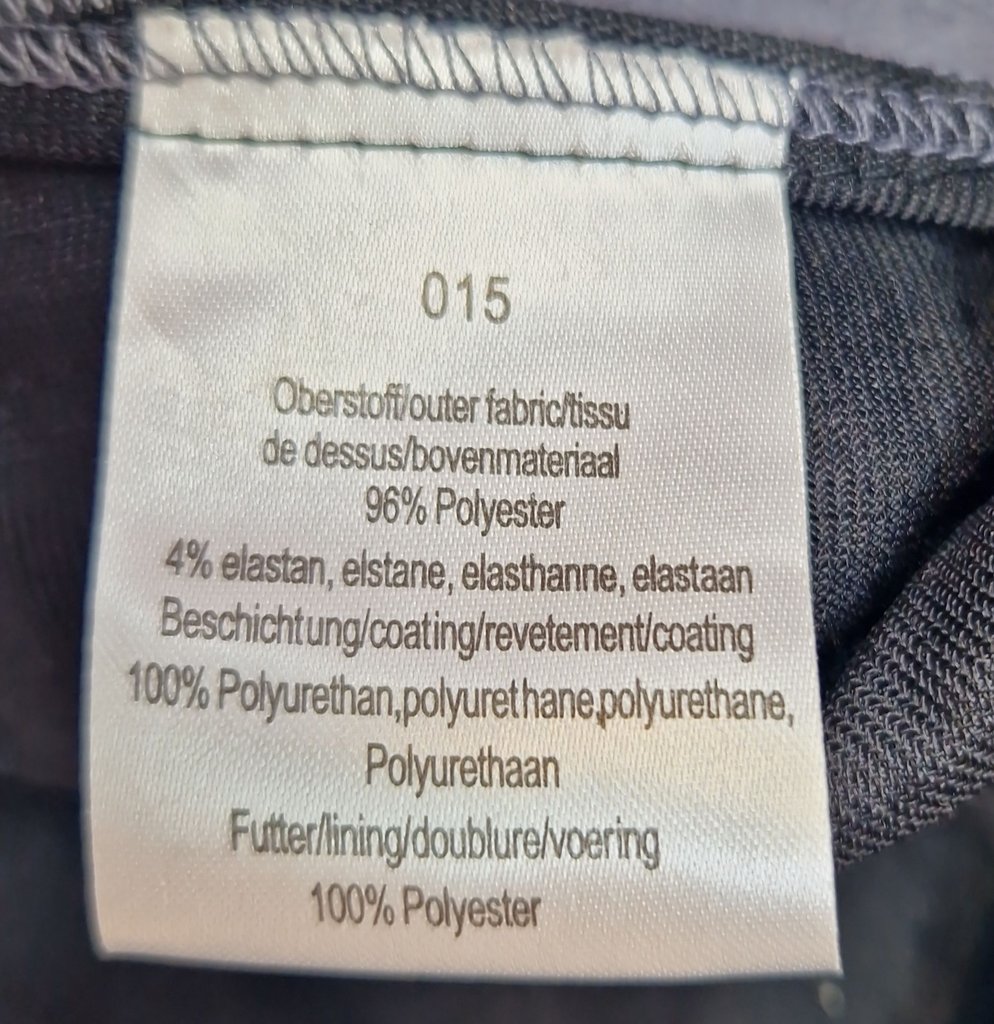 015
Oberstoff/outer fabric/tissu
de dessus/bovenmateriaal
96% Polyester
4% elastan, elstane, elasthanne, elastaan
Beschichtung/coating/revetement/coating
100% Polyurethan,polyurethane,polyurethane,
Polyurethaan
Futter/lining/doublure/voering
100% Polyester